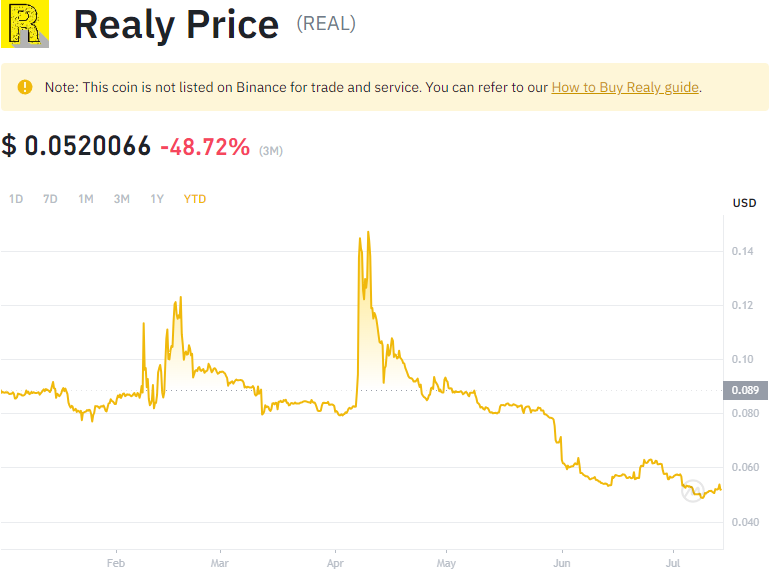 R
Realy Price (REAL)
Note: This coin is not listed on Binance for trade and service. You can refer to our How to Buy Realy guide.
$ 0.0520066 -48.72% (3M)
1D 7D 1M 3M 1Y YTD
USD
0.14
0.12
0.10
0.089
0.080
0.060
0.040
Feb Mar Apr May Jun Jul